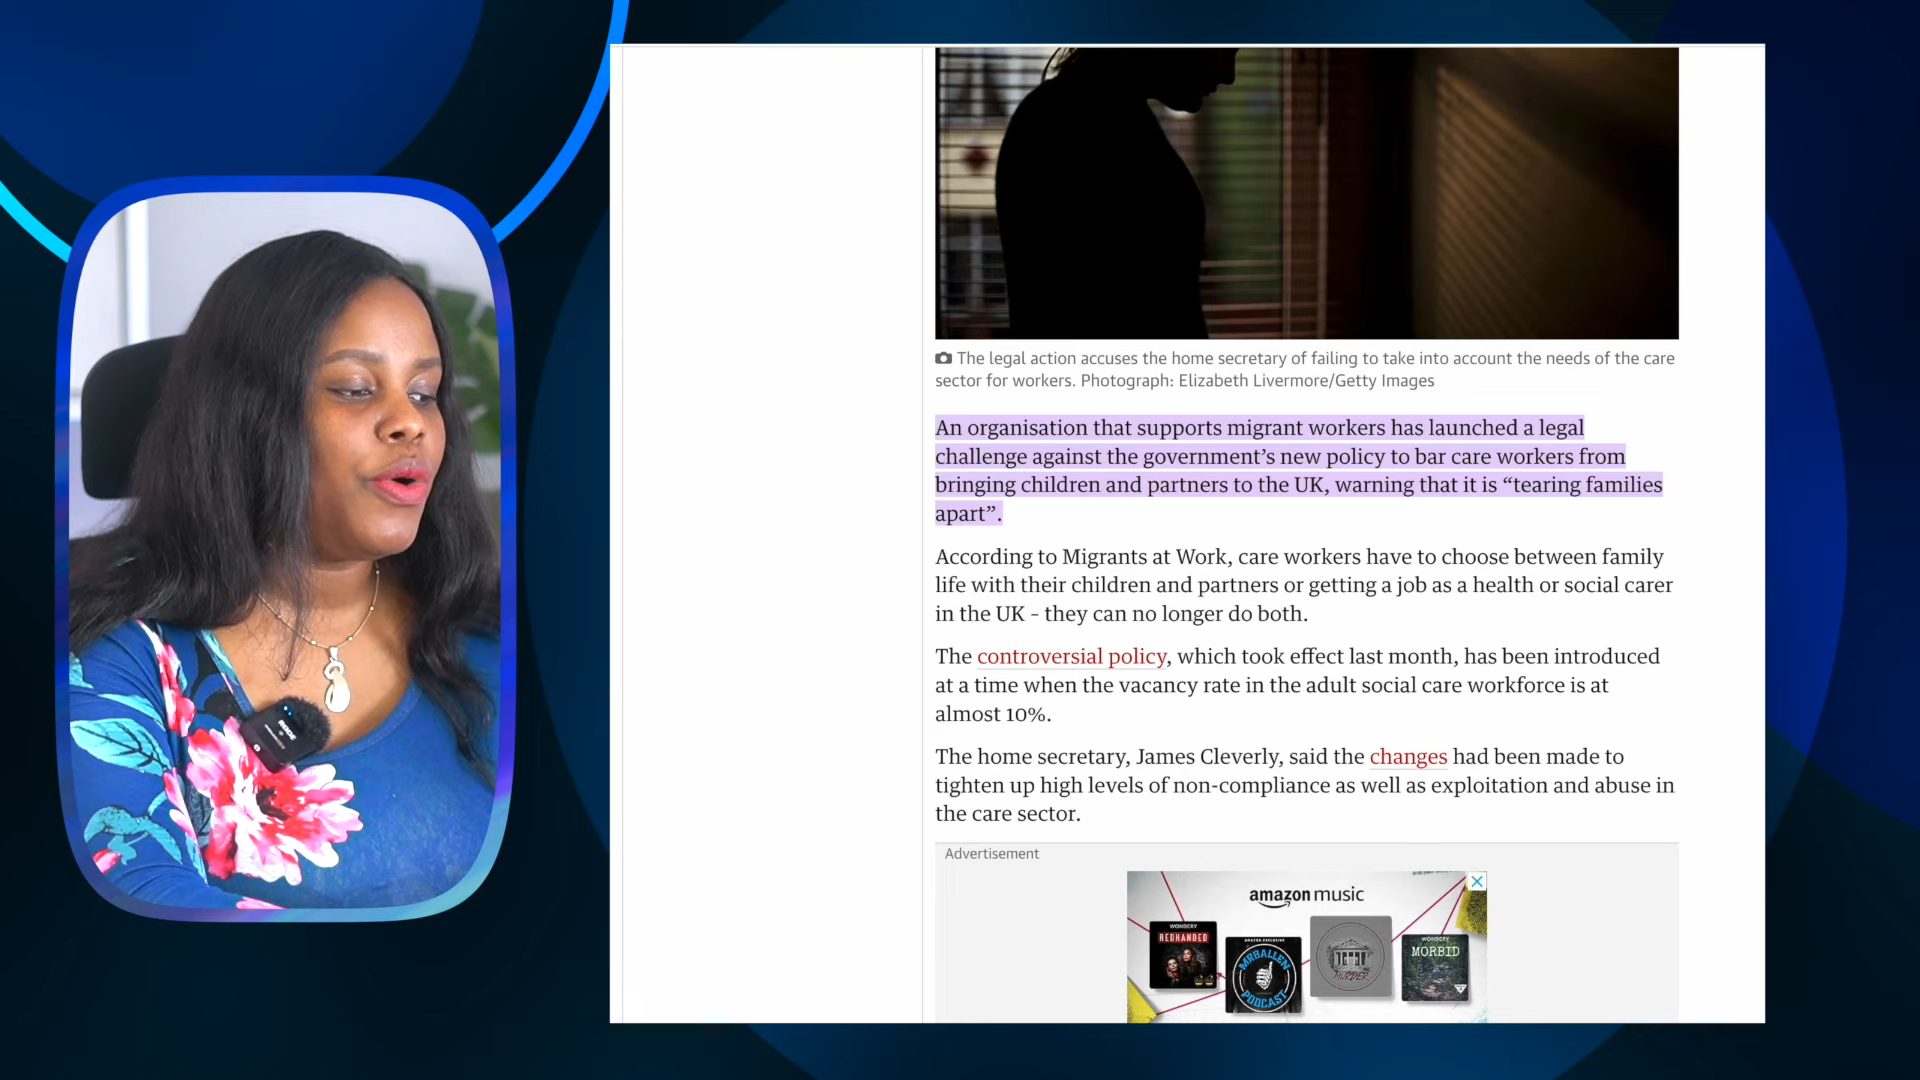 The legal action accuses the home secretary of failing to take into account the needs of the care
sector for workers. Photograph: Elizabeth Livermore/Getty Images
An organisation that supports migrant workers has launched a legal
challenge against the government’s new policy to bar care workers from
bringing children and partners to the UK, warning that it is “tearing families
apart”.
According to Migrants at Work, care workers have to choose between family
life with their children and partners or getting a job as a health or social carer
in the UK – they can no longer do both.
The controversial policy, which took effect last month, has been introduced
at a time when the vacancy rate in the adult social care workforce is at
almost 10%.
The home secretary, James Cleverly, said the changes had been made to
tighten up high levels of non-compliance as well as exploitation and abuse in
the care sector.
Advertisement
amazon music
WONDERY
REDHANDED
AMAZON EXCLUSIVE
MRBALLEN
PODCAST
MURDER
WONDERY
MORBID
RODE